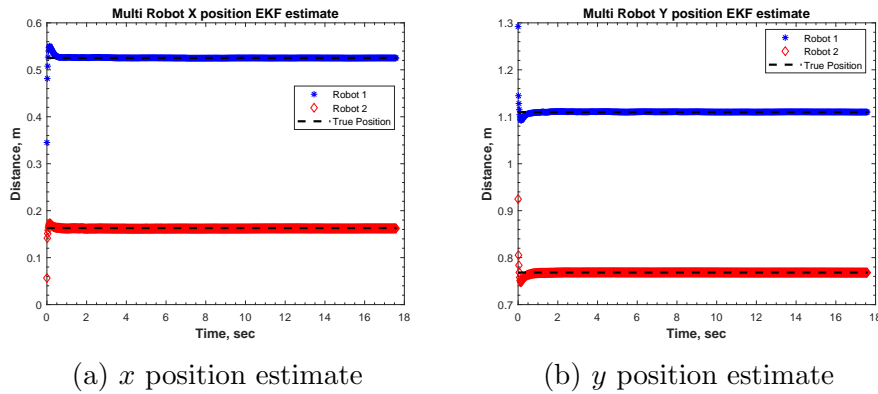 Multi Robot X position EKF estimate
0.6
0.5
0.4
0.3
0.2
0.1
0
Distance, m
Robot 1
Robot 2
True Position
0 2 4 6 8 10 12 14 16 18
Time, sec
(a) x position estimate
Multi Robot Y position EKF estimate
1.3
1.2
1.1
1
0.9
0.8
0.7
Distance, m
Robot 1
Robot 2
True Position
0 2 4 6 8 10 12 14 16 18
Time, sec
(b) y position estimate